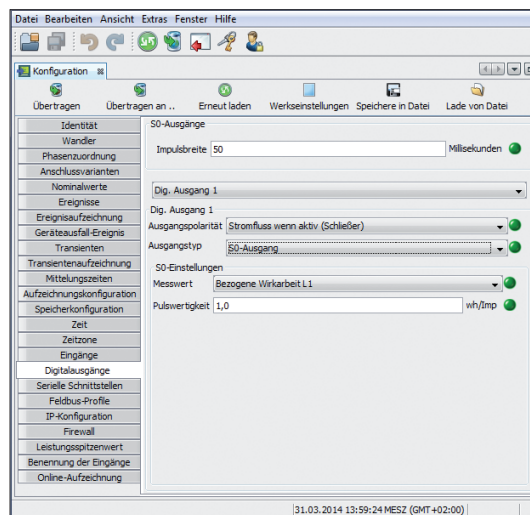 Datei Bearbeiten Ansicht Extras Fenster Hilfe
Konfiguration
Übertragen Übertragen an .. Erneut laden Werkseinstellungen Speichere in Datei Lade von Datei
Identität
Wandler
Phasenzuordnung
Anschlussvarianten
Nominalwerte
Ereignisse
Ereignisaufzeichnung
Geräteausfall-Ereignis
Transienten
Transientenaufzeichnung
Mittelungszeiten
Aufzeichnungskonfiguration
Speicherkonfiguration
Zeit
Zeitzone
Eingänge
Digitalausgänge
Serielle Schnittstellen
Feldbus-Profile
IP-Konfiguration
Firewall
Leistungsspitzenwert
Benennung der Eingänge
Online-Aufzeichnung
S0-Ausgänge
Impulsbreite 50 Millisekunden
Dig. Ausgang 1
Dig. Ausgang 1
Ausgangspolarität Stromfluss wenn aktiv (Schließer)
Ausgangstyp S0-Ausgang
S0-Einstellungen
Messwert Bezogene Wirkarbeit L1
Pulswertigkeit 1,0 wh/Imp
31.03.2014 13:59:24 MESZ (GMT+02:00)